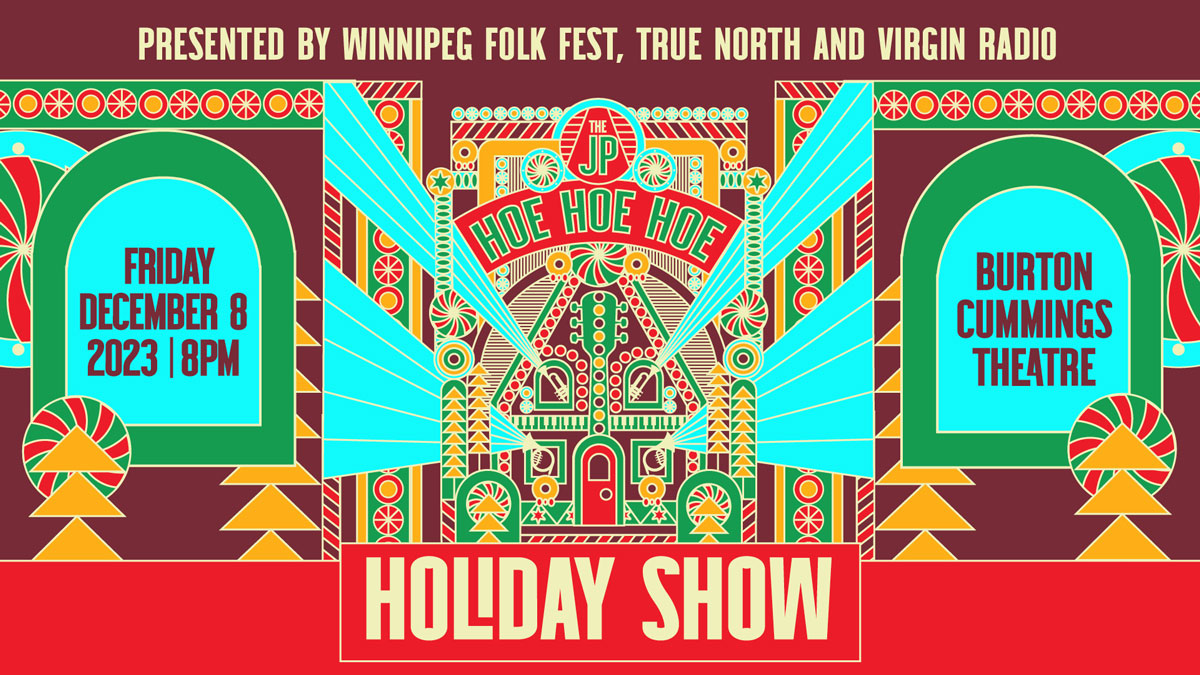 PRESENTED BY WINNIPEG FOLK FEST, TRUE NORTH AND VIRGIN RADIO
THE
JP
HOE HOE HOE
FRIDAY
DECEMBER 8
2023 | 8PM
BURTON
CUMMINGS
THEATRE
HOLIDAY SHOW